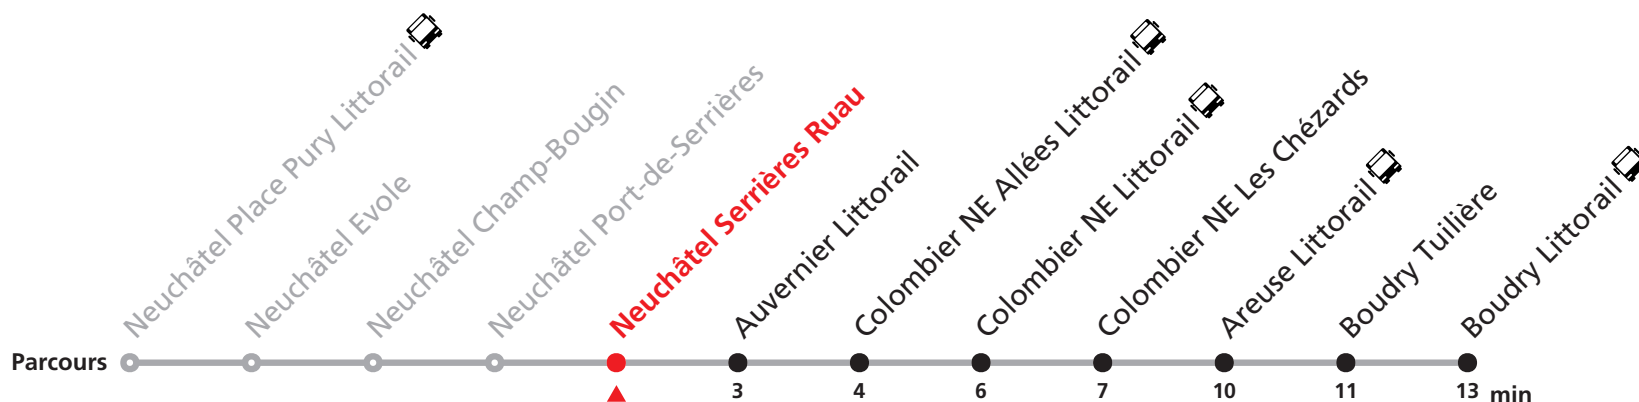 Neuchâtel Place Pury Littorail
Neuchâtel Evole
Neuchâtel Champ-Bougin
Neuchâtel Port-de-Serrières
Neuchâtel Serrières Ruau
Auvernier Littorail
Colombier NE Allées Littorail
Colombier NE Littorail
Colombier NE Les Chézards
Areuse Littorail
Boudry Tuilière
Boudry Littorail
Parcours
3 4 6 7 10 11 13 min